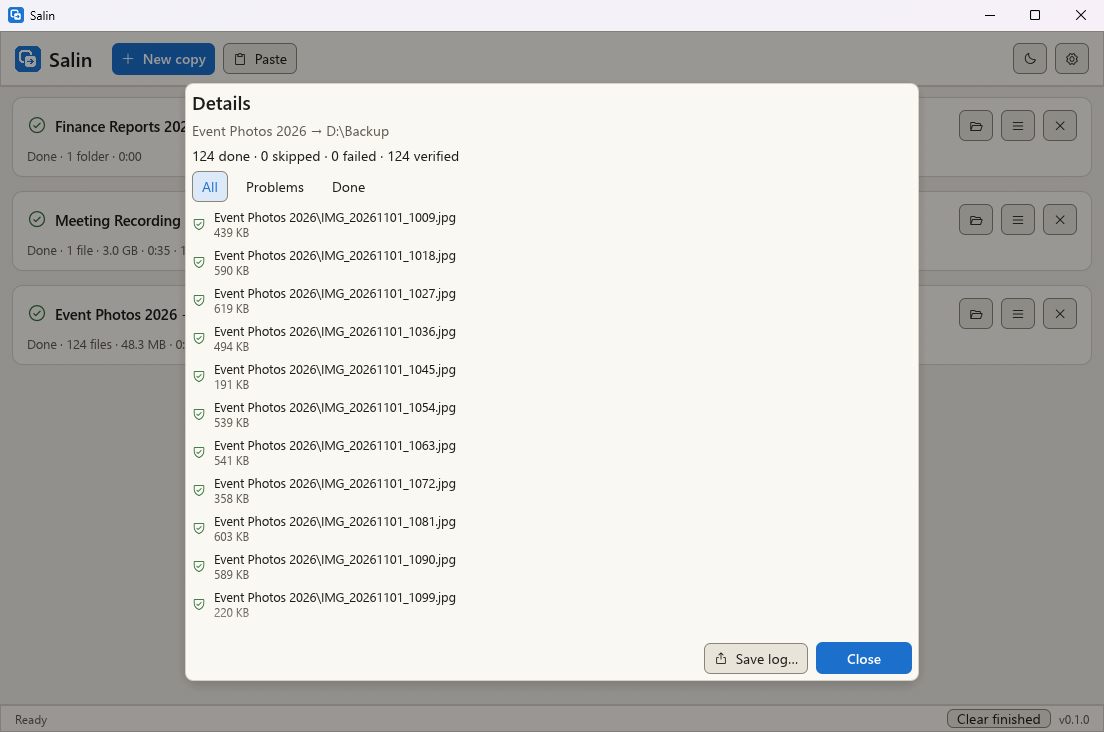 Salin
Salin
New copy
Paste
Finance Reports 202
Done · 1 folder · 0:00
Meeting Recording
Done · 1 file · 3.0 GB · 0:35 · 1
Event Photos 2026 -
Done · 124 files · 48.3 MB · 0:
Details
Event Photos 2026 → D:\Backup
124 done · 0 skipped · 0 failed · 124 verified
All
Problems
Done
Event Photos 2026\IMG_20261101_1009.jpg
439 KB
Event Photos 2026\IMG_20261101_1018.jpg
590 KB
Event Photos 2026\IMG_20261101_1027.jpg
619 KB
Event Photos 2026\IMG_20261101_1036.jpg
494 KB
Event Photos 2026\IMG_20261101_1045.jpg
191 KB
Event Photos 2026\IMG_20261101_1054.jpg
539 KB
Event Photos 2026\IMG_20261101_1063.jpg
541 KB
Event Photos 2026\IMG_20261101_1072.jpg
358 KB
Event Photos 2026\IMG_20261101_1081.jpg
603 KB
Event Photos 2026\IMG_20261101_1090.jpg
589 KB
Event Photos 2026\IMG_20261101_1099.jpg
220 KB
Save log...
Close
Ready
Clear finished
v0.1.0